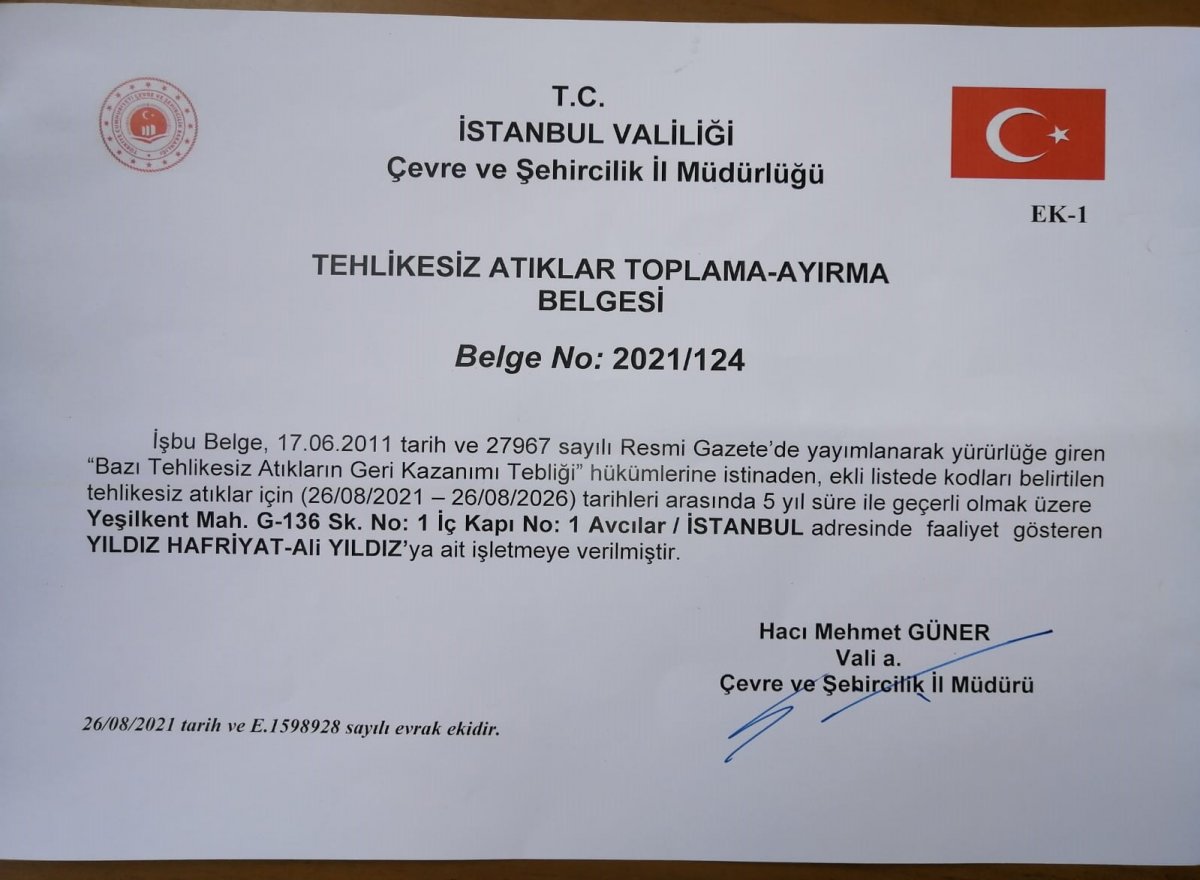 T.C.
İSTANBUL VALİLİĞİ
Çevre ve Şehircilik İl Müdürlüğü
EK-1
TEHLİKESİZ ATIKLAR TOPLAMA-AYIRMA
BELGESİ
Belge No: 2021/124
İşbu Belge, 17.06.2011 tarih ve 27967 sayılı Resmi Gazete’de yayımlanarak yürürlüğe giren
“Bazı Tehlikesiz Atıkların Geri Kazanımı Tebliği” hükümlerine istinaden, ekli listede kodları belirtilen
tehlikesiz atıklar için (26/08/2021 – 26/08/2026) tarihleri arasında 5 yıl süre ile geçerli olmak üzere
Yeşilkent Mah. G-136 Sk. No: 1 İç Kapı No: 1 Avcılar / İSTANBUL adresinde faaliyet gösteren
YILDIZ HAFRİYAT-Ali YILDIZ’ya ait işletmeye verilmiştir.
Hacı Mehmet GÜNER
Vali a.
Çevre ve Şehircilik İl Müdürü
26/08/2021 tarih ve E.1598928 sayılı evrak ekidir.